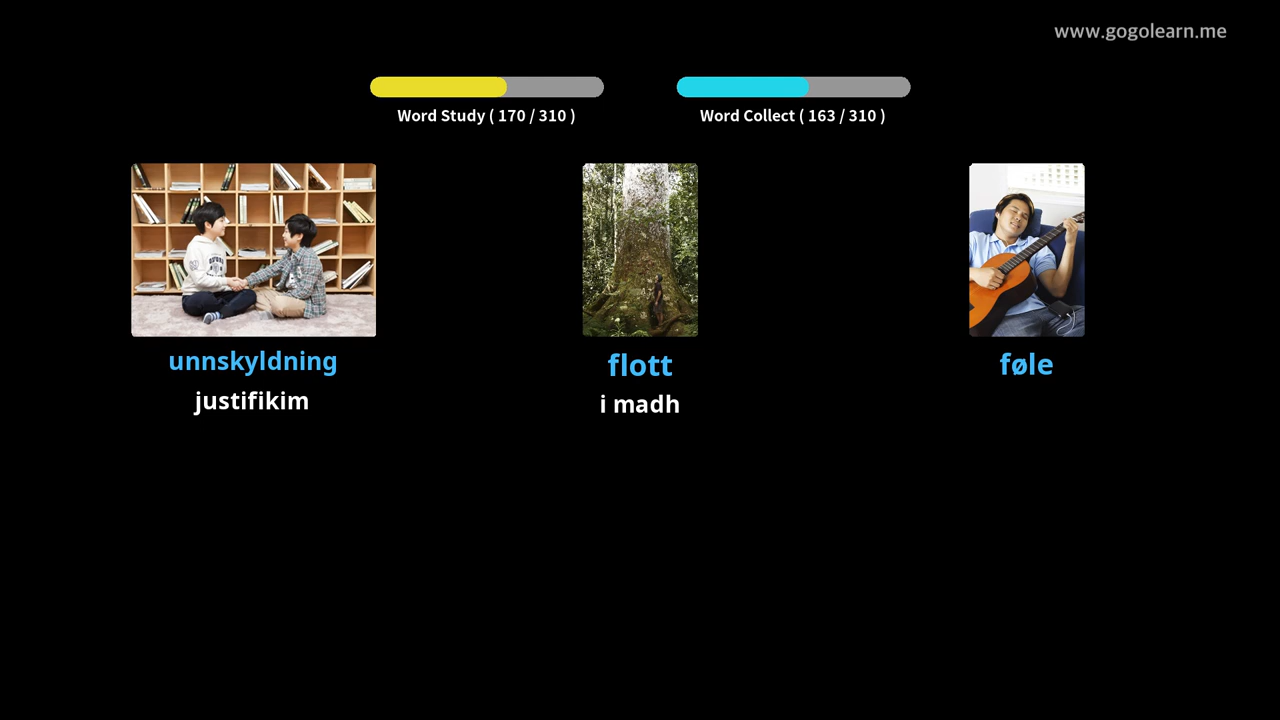 www.gogolearn.me
Word Study ( 170 / 310 )
Word Collect ( 163 / 310 )
unnskyldning
justifikim
flott
i madh
føle